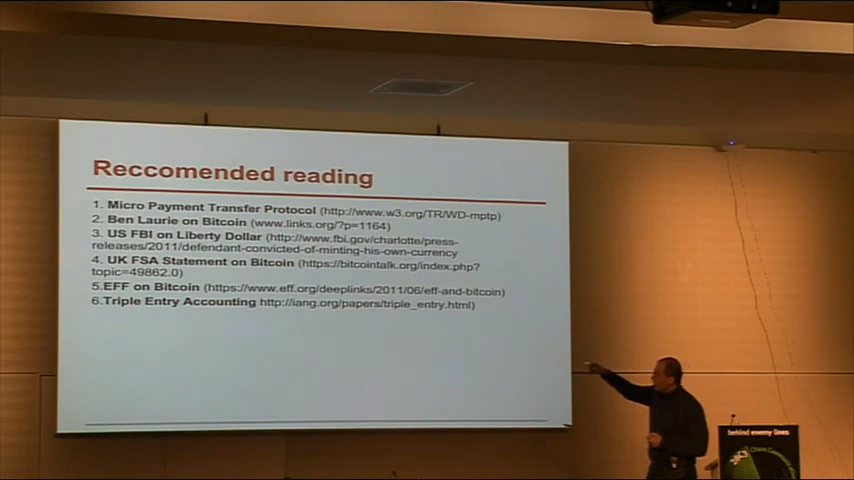 Reccomended reading
1. Micro Payment Transfer Protocol (http://www.w3.org/TR/WD-mptp)
2. Ben Laurie on Bitcoin (www.links.org/?p=1164)
3. US FBI on Liberty Dollar (http://www.fbi.gov/charlotte/press-
releases/2011/defendant-convicted-of-minting-his-own-currency
4. UK FSA Statement on Bitcoin (https://bitcointalk.org/index.php?
topic=49862.0)
5.EFF on Bitcoin (https://www.eff.org/deeplinks/2011/06/eff-and-bitcoin)
6.Triple Entry Accounting http://iang.org/papers/triple_entry.html)
behind enemy lines
Chaos